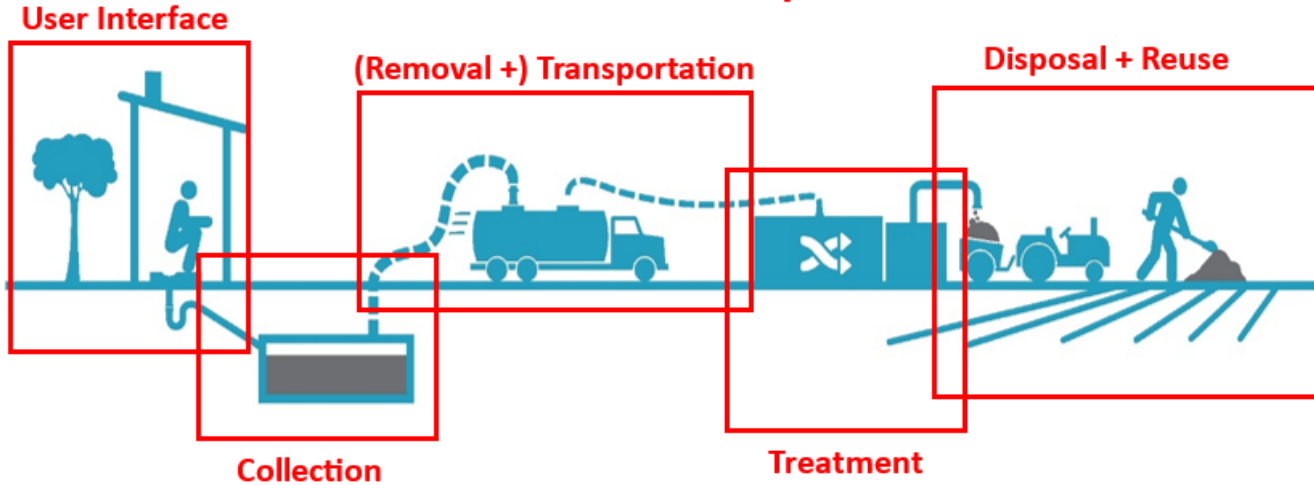 User Interface
(Removal +) Transportation
Disposal + Reuse
Collection
Treatment